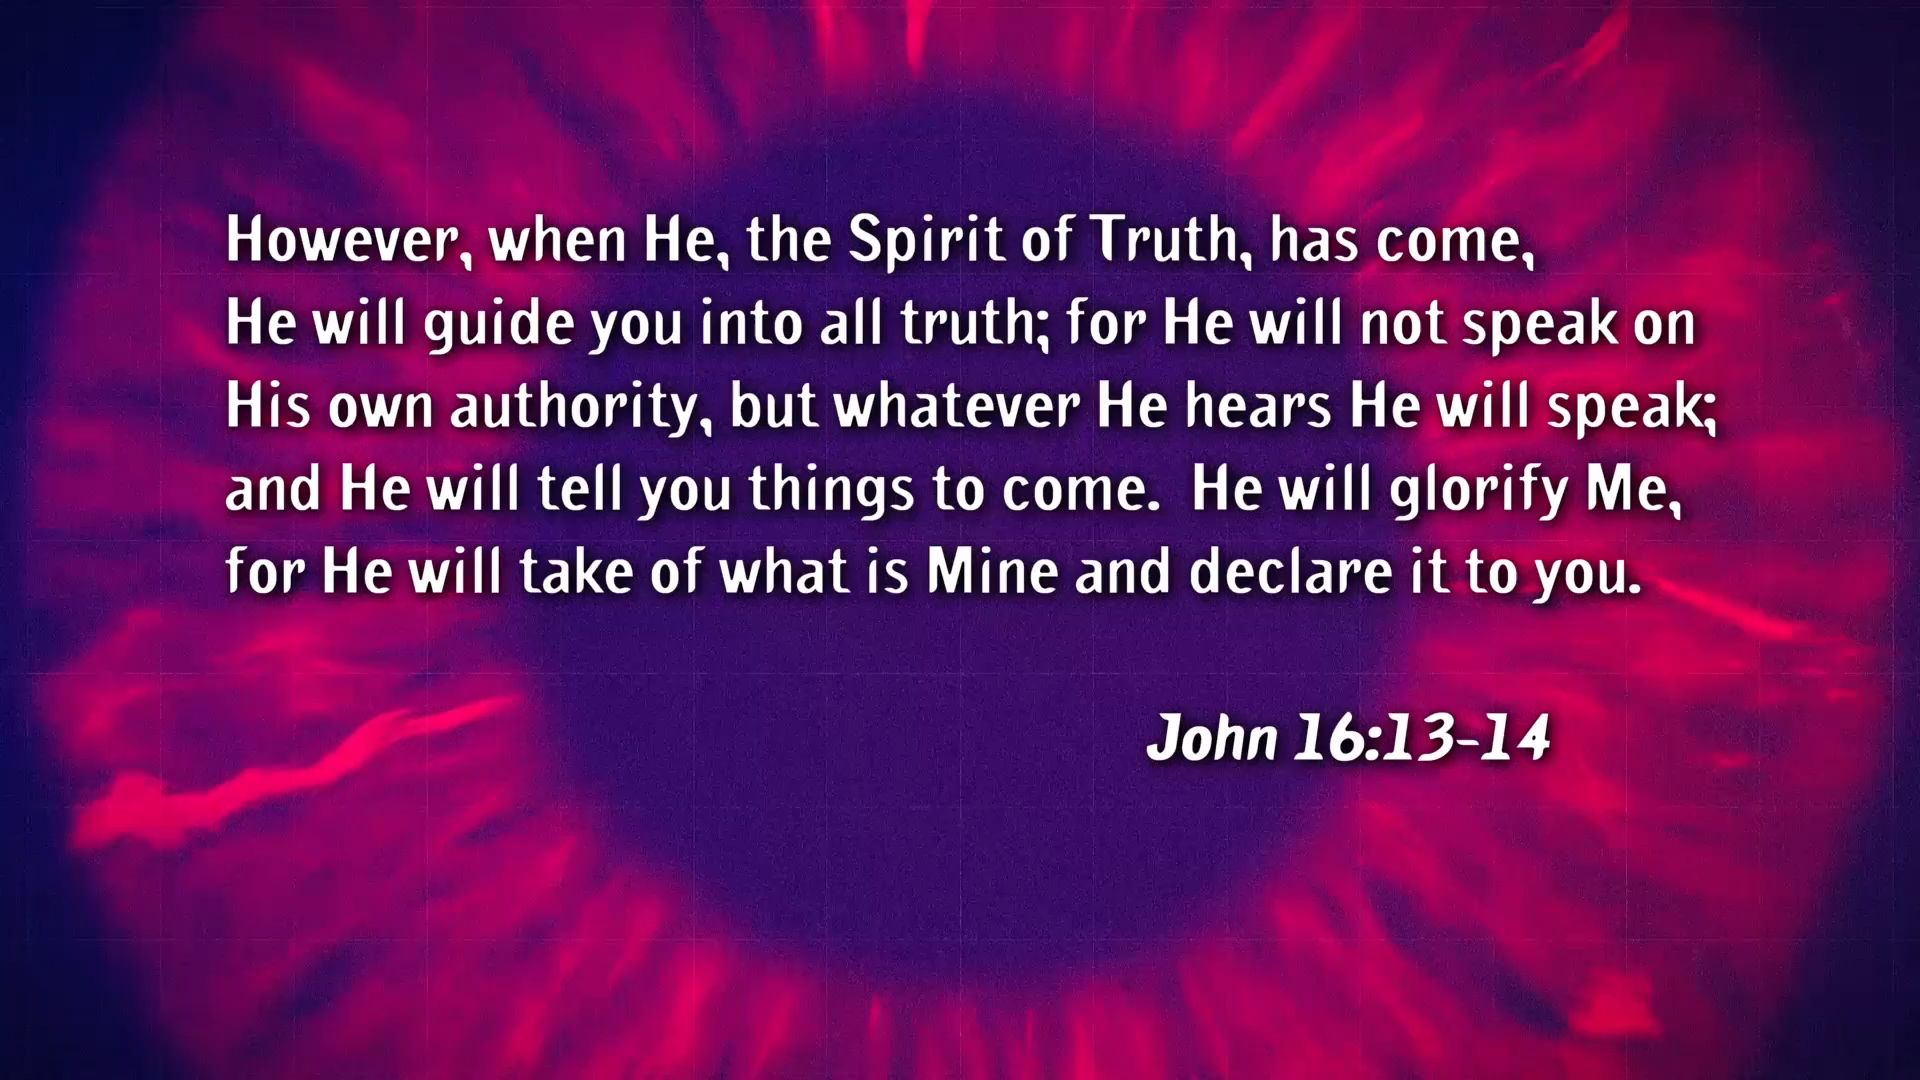 However, when He, the Spirit of Truth, has come,
He will guide you into all truth; for He will not speak on
His own authority, but whatever He hears He will speak;
and He will tell you things to come.  He will glorify Me,
for He will take of what is Mine and declare it to you.
John 16:13-14